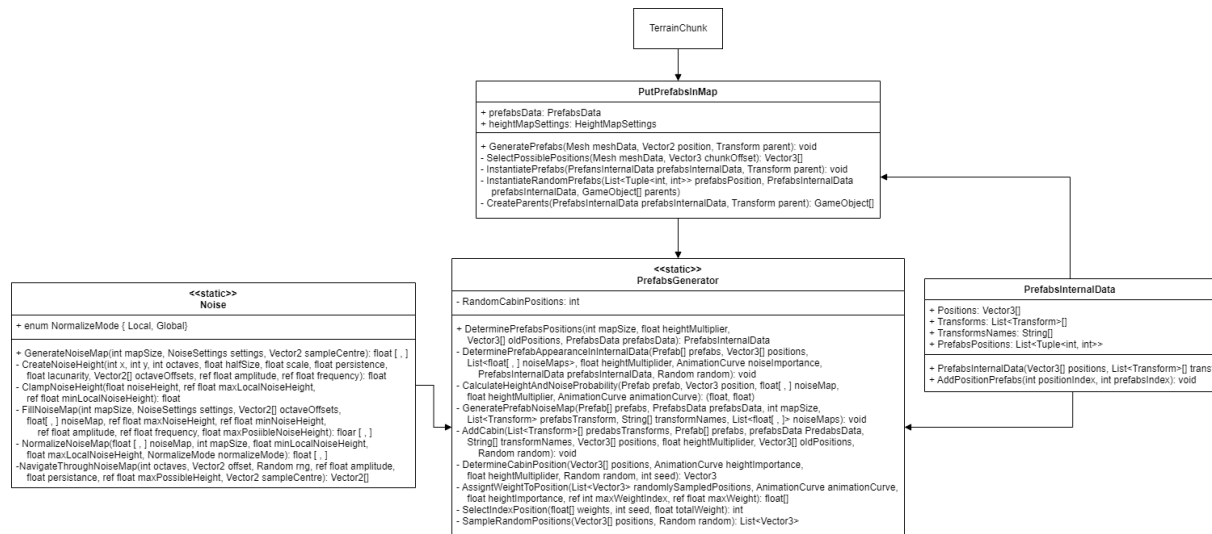 TerrainChunk
PutPrefabsInMap
+ prefabsData: PrefabsData
+ heightMapSettings: HeightMapSettings
+ GeneratePrefabs(Mesh meshData, Vector2 position, Transform parent): void
- SelectPossiblePositions(Mesh meshData, Vector3 chunkOffset): Vector3[]
- InstantiatePrefabs(PrefansInternalData prefabsInternalData, Transform parent): void
- InstantiateRandomPrefabs(List<Tuple<int, int>> prefabsPosition, PrefabsInternalData
prefabsInternalData, GameObject[] parents)
- CreateParents(PrefabsInternalData prefabsInternalData, Transform parent): GameObject[]
<<static>>
Noise
+ enum NormalizeMode { Local, Global}
+ GenerateNoiseMap(int mapSize, NoiseSettings settings, Vector2 sampleCentre): float [ , ]
- CreateNoiseHeight(int x, int y, int octaves, float halfSize, float scale, float persistence,
float lacunarity, Vector2[] octaveOffsets, ref float amplitude, ref float frequency): float
- ClampNoiseHeight(float noiseHeight, ref float maxLocalNoiseHeight,
ref float minLocalNoiseHeight): float
- FillNoiseMap(int mapSize, NoiseSettings settings, Vector2[] octaveOffsets,
float[ , ] noiseMap, ref float maxNoiseHeight, ref float minNoiseHeight,
ref float amplitude, ref float frequency, float maxPosiibleNoiseHeight): floar [ , ]
- NormalizeNoiseMap(float [ , ] noiseMap, int mapSize, float minLocalNoiseHeight,
float maxLocalNoiseHeight, NormalizeMode normalizeMode): float [ , ]
-NavigateThroughNoiseMap(int octaves, Vector2 offset, Random rng, ref float amplitude,
float persistance, ref float maxPossibleHeight, Vector2 sampleCentre): Vector2[]
<<static>>
PrefabsGenerator
- RandomCabinPositions: int
+ DeterminePrefabsPositions(int mapSize, float heightMultiplier,
Vector3[] oldPositions, PrefabsData prefabsData): PrefabsInternalData
- DeterminePrefabAppearanceInInternalData(Prefab[] prefabs, Vector3[] positions,
List<float[ , ] noiseMaps>, float heightMultiplider, AnimationCurve noiseImportance,
PrefabsInternalData PrefabsInternalData, Random random): void
- CalculateHeightAndNoiseProbability(Prefab prefab, Vector3 position, float[ , ] noiseMap,
float heightMultiplider, AnimationCurve animationCurve): (float, float)
- GeneratePrefabNoiseMap(Prefab[] prefabs, PrefabsData prefabsData, int mapSize,
List<Transform> prefabsTransform, String[] transformNames, List<float[ , ]> noiseMaps): void
- AddCabin(List<Transform>[] predabsTransforms, Prefab[] prefabs, prefabsData PredabsData,
String[] transformNames, Vector3[] positions, float heightMultiplider, Vector3[] oldPositions,
Random random): void
- DetermineCabinPosition(Vector3[] positions, AnimationCurve heightImportance,
float heightMultiplider, Random random, int seed): Vector3
- AssigntWeightToPosition(List<Vector3> randomlySampledPositions, AnimationCurve animationCurve,
float heightImportance, ref int maxWeightIndex, ref float maxWeight): float[]
- SelectIndexPosition(float[] weights, int seed, float totalWeight): int
- SampleRandomPositions(Vector3[] positions, Random random): List<Vector3>
PrefabsInternalData
+ Positions: Vector3[]
+ Transforms: List<Transform>[]
+ TransformsNames: String[]
+ PrefabsPositions: List<Tuple<int, int>>
+ PrefabsInternalData(Vector3[] positions, List<Transform>[] transf
+ AddPositionPrefabs(int positionIndex, int prefabsIndex): void